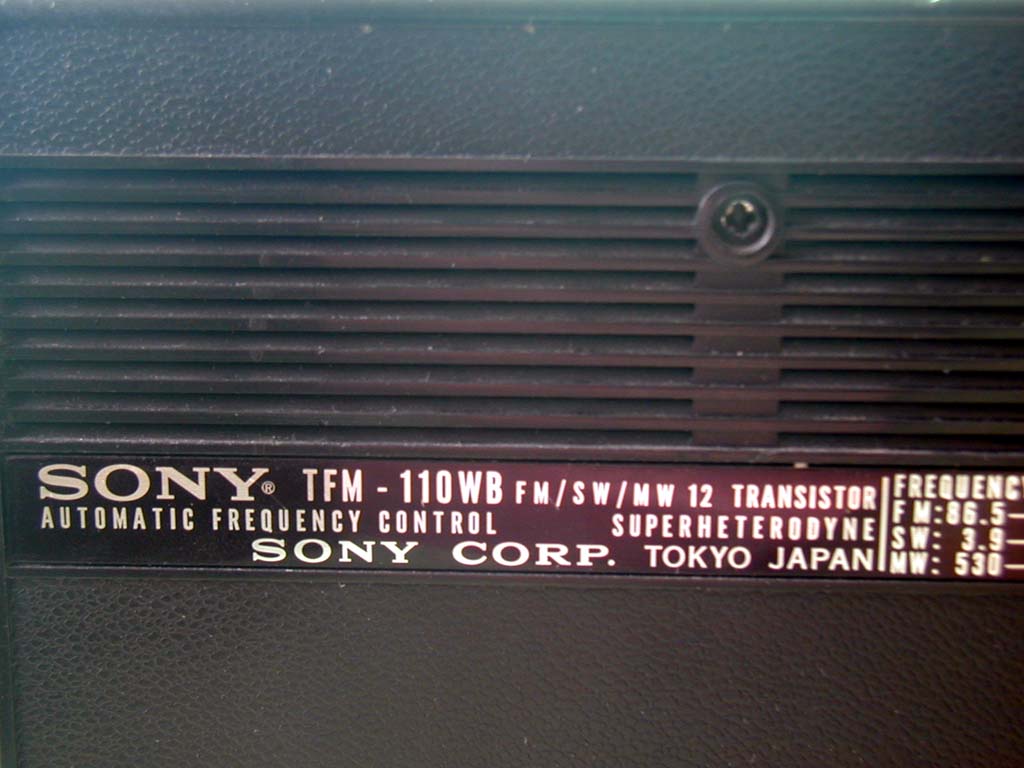 SONY® TFM - 110WB FM/SW/MW 12 TRANSISTOR
AUTOMATIC FREQUENCY CONTROL SUPERHETERODYNE
SONY CORP. TOKYO JAPAN
FREQUENCY
FM: 86.5—
SW: 3.9—
MW: 530—